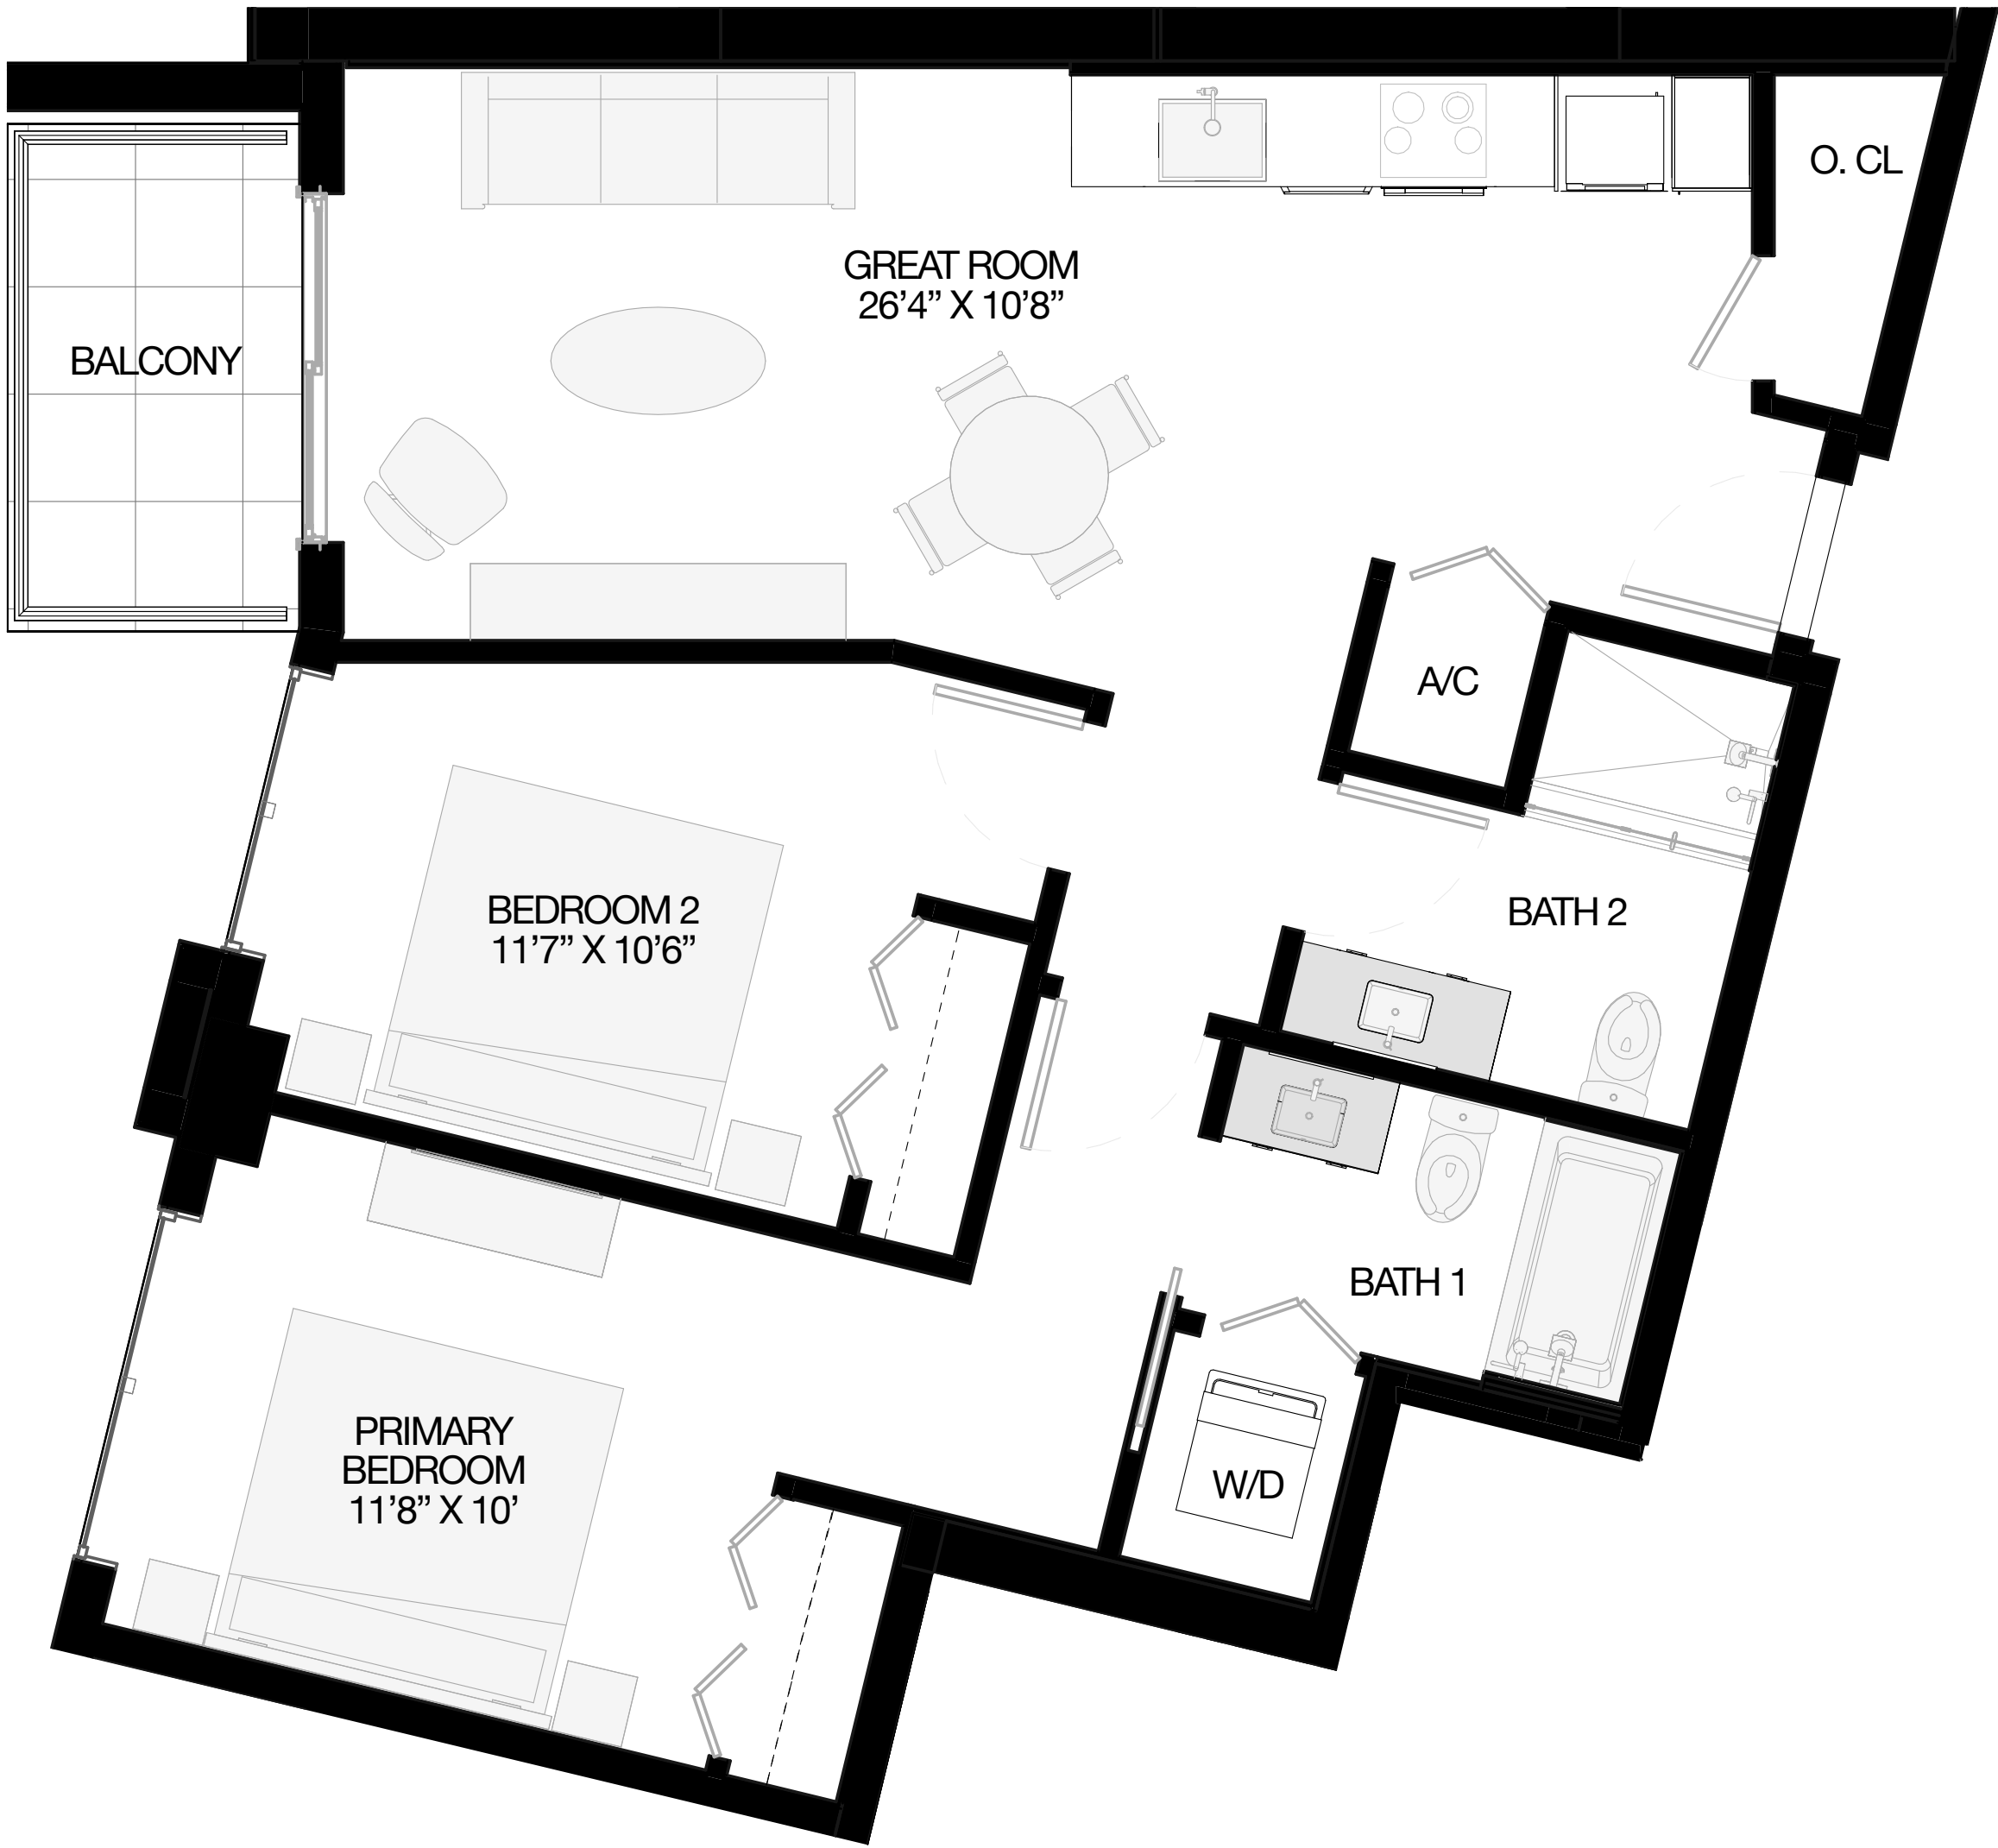 O. CL
GREAT ROOM
26’4” X 10’8”
BALCONY
A/C
BEDROOM 2
11’7” X 10’6”
BATH 2
BATH 1
PRIMARY
BEDROOM
11’8” X 10’
W/D